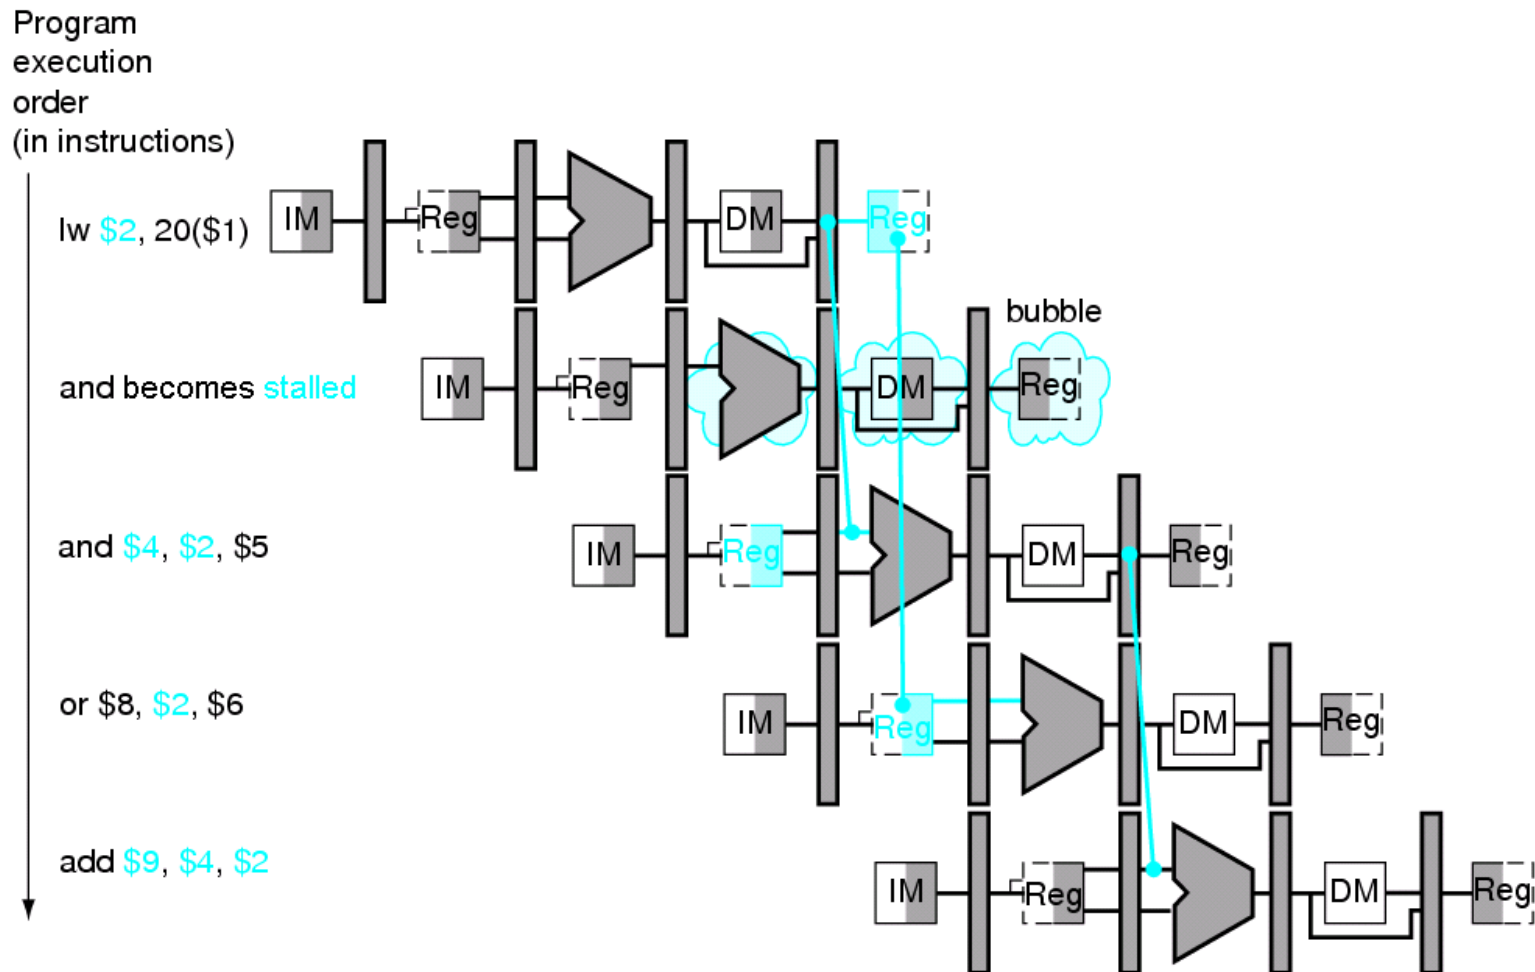 Program
execution
order
(in instructions)
lw $2, 20($1)
IM
Reg
DM
Reg
bubble
and becomes stalled
IM
Reg
DM
Reg
and $4, $2, $5
IM
Reg
DM
Reg
or $8, $2, $6
IM
Reg
DM
Reg
add $9, $4, $2
IM
Reg
DM
Reg